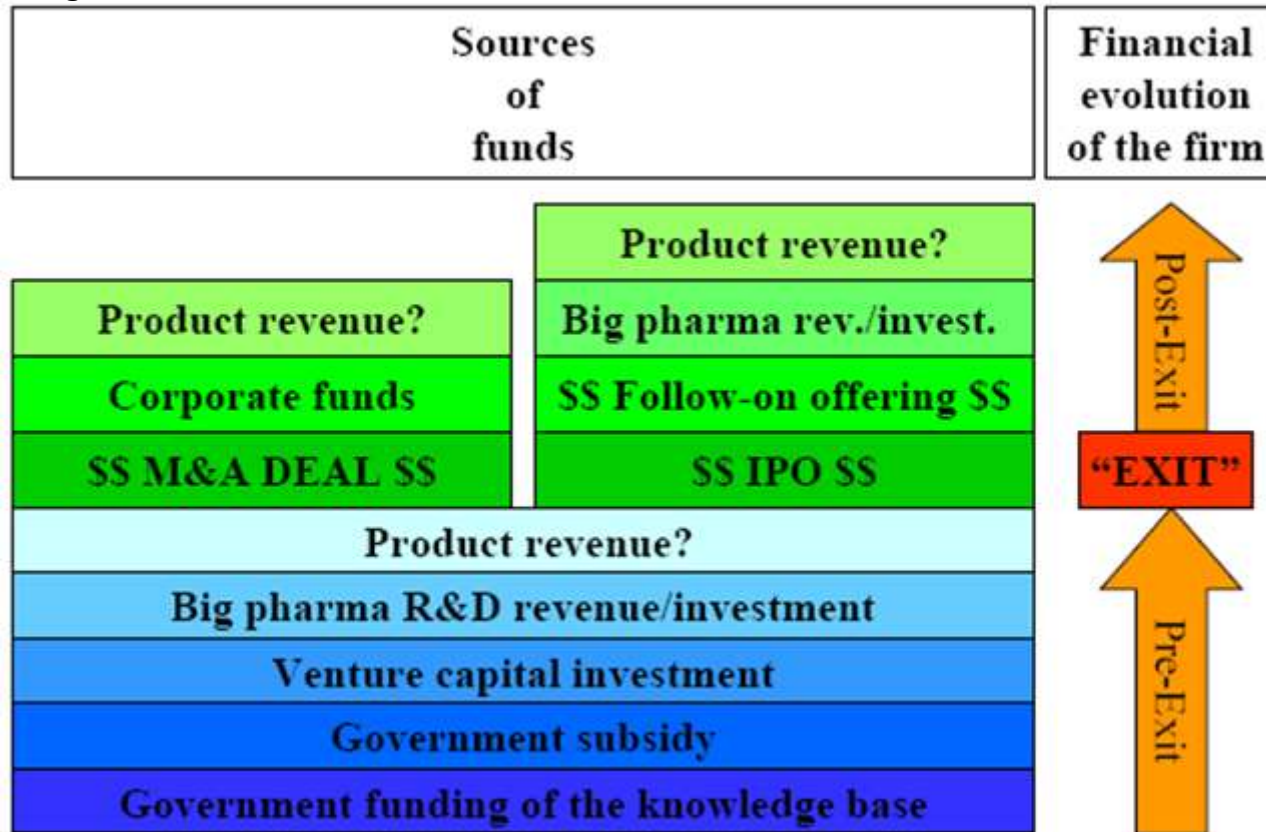 Sources
of
funds
Financial
evolution
of the firm
Product revenue?
Product revenue?
Big pharma rev./invest.
Corporate funds
$$ Follow-on offering $$
$$ M&A DEAL $$
$$ IPO $$
Post-Exit
“EXIT”
Product revenue?
Big pharma R&D revenue/investment
Venture capital investment
Government subsidy
Government funding of the knowledge base
Pre-Exit